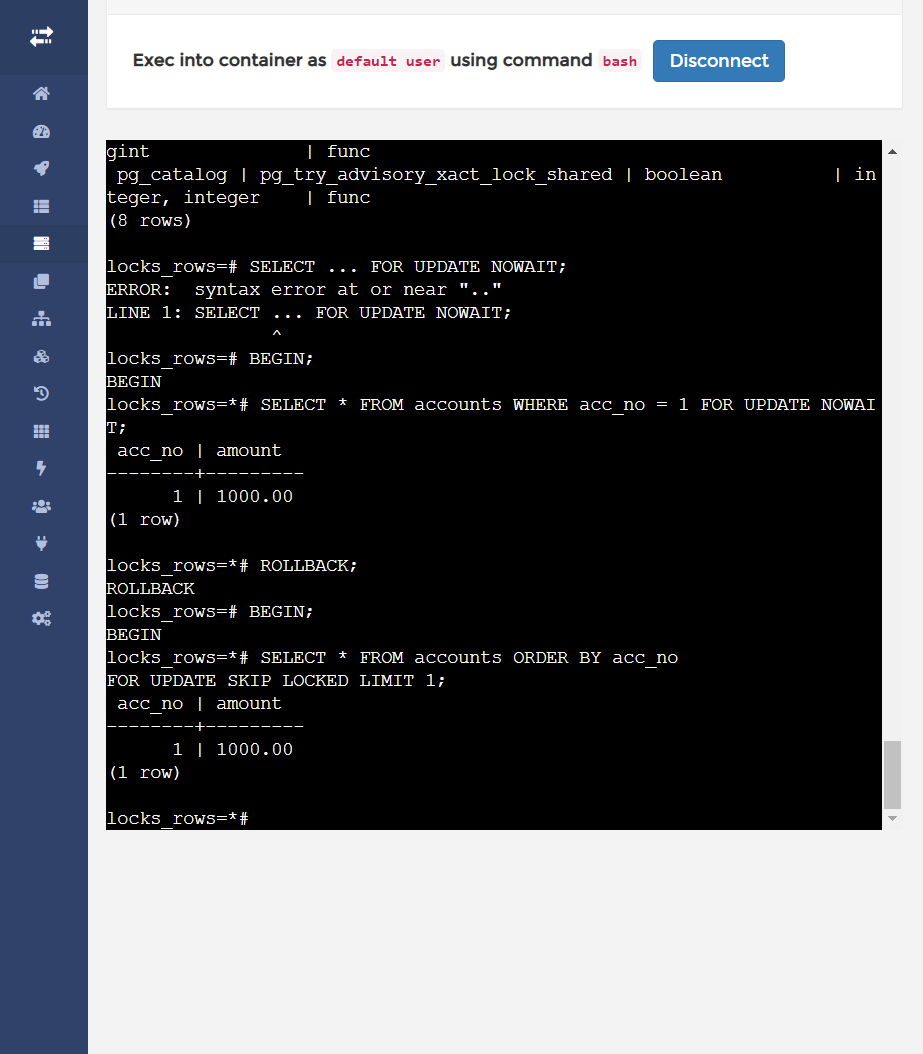 Exec into container as default user using command bash Disconnect
gint              | func
 pg_catalog | pg_try_advisory_xact_lock_shared | boolean          | in
teger, integer    | func
(8 rows)
locks_rows=# SELECT ... FOR UPDATE NOWAIT;
ERROR:  syntax error at or near ".."
LINE 1: SELECT ... FOR UPDATE NOWAIT;
               ^
locks_rows=# BEGIN;
BEGIN
locks_rows=*# SELECT * FROM accounts WHERE acc_no = 1 FOR UPDATE NOWAI
T;
 acc_no | amount
--------+---------
      1 | 1000.00
(1 row)
locks_rows=*# ROLLBACK;
ROLLBACK
locks_rows=# BEGIN;
BEGIN
locks_rows=*# SELECT * FROM accounts ORDER BY acc_no
FOR UPDATE SKIP LOCKED LIMIT 1;
 acc_no | amount
--------+---------
      1 | 1000.00
(1 row)
locks_rows=*#